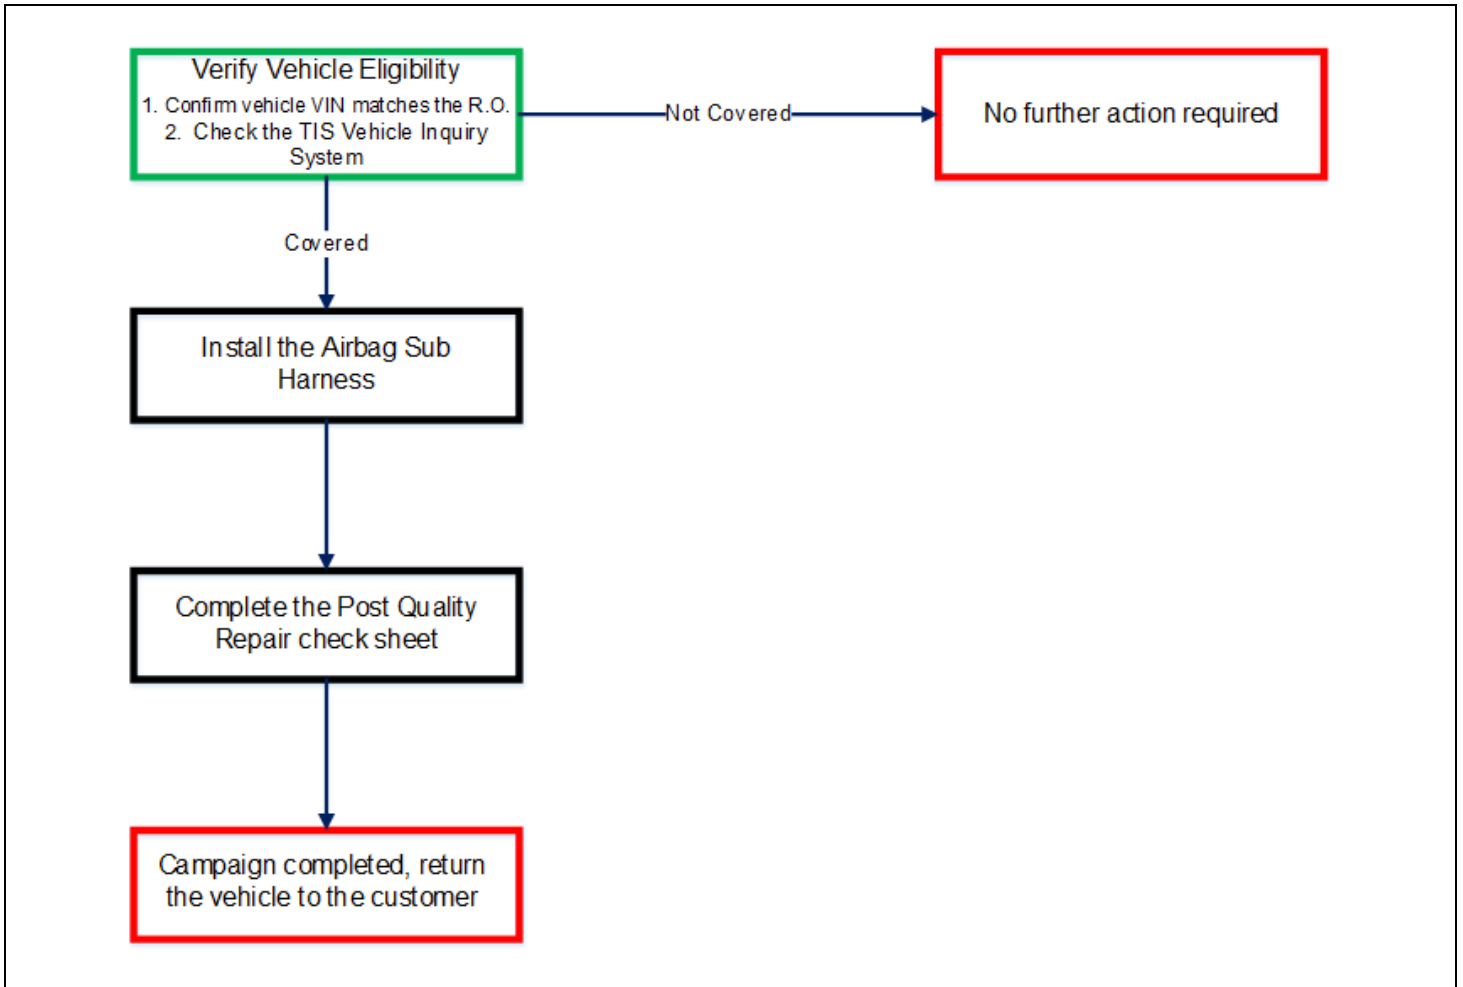 Verify Vehicle Eligibility
1. Confirm vehicle VIN matches the R.O.
2. Check the TIS Vehicle Inquiry
System
Not Covered
No further action required
Covered
Install the Airbag Sub
Harness
Complete the Post Quality
Repair check sheet
Campaign completed, return
the vehicle to the customer